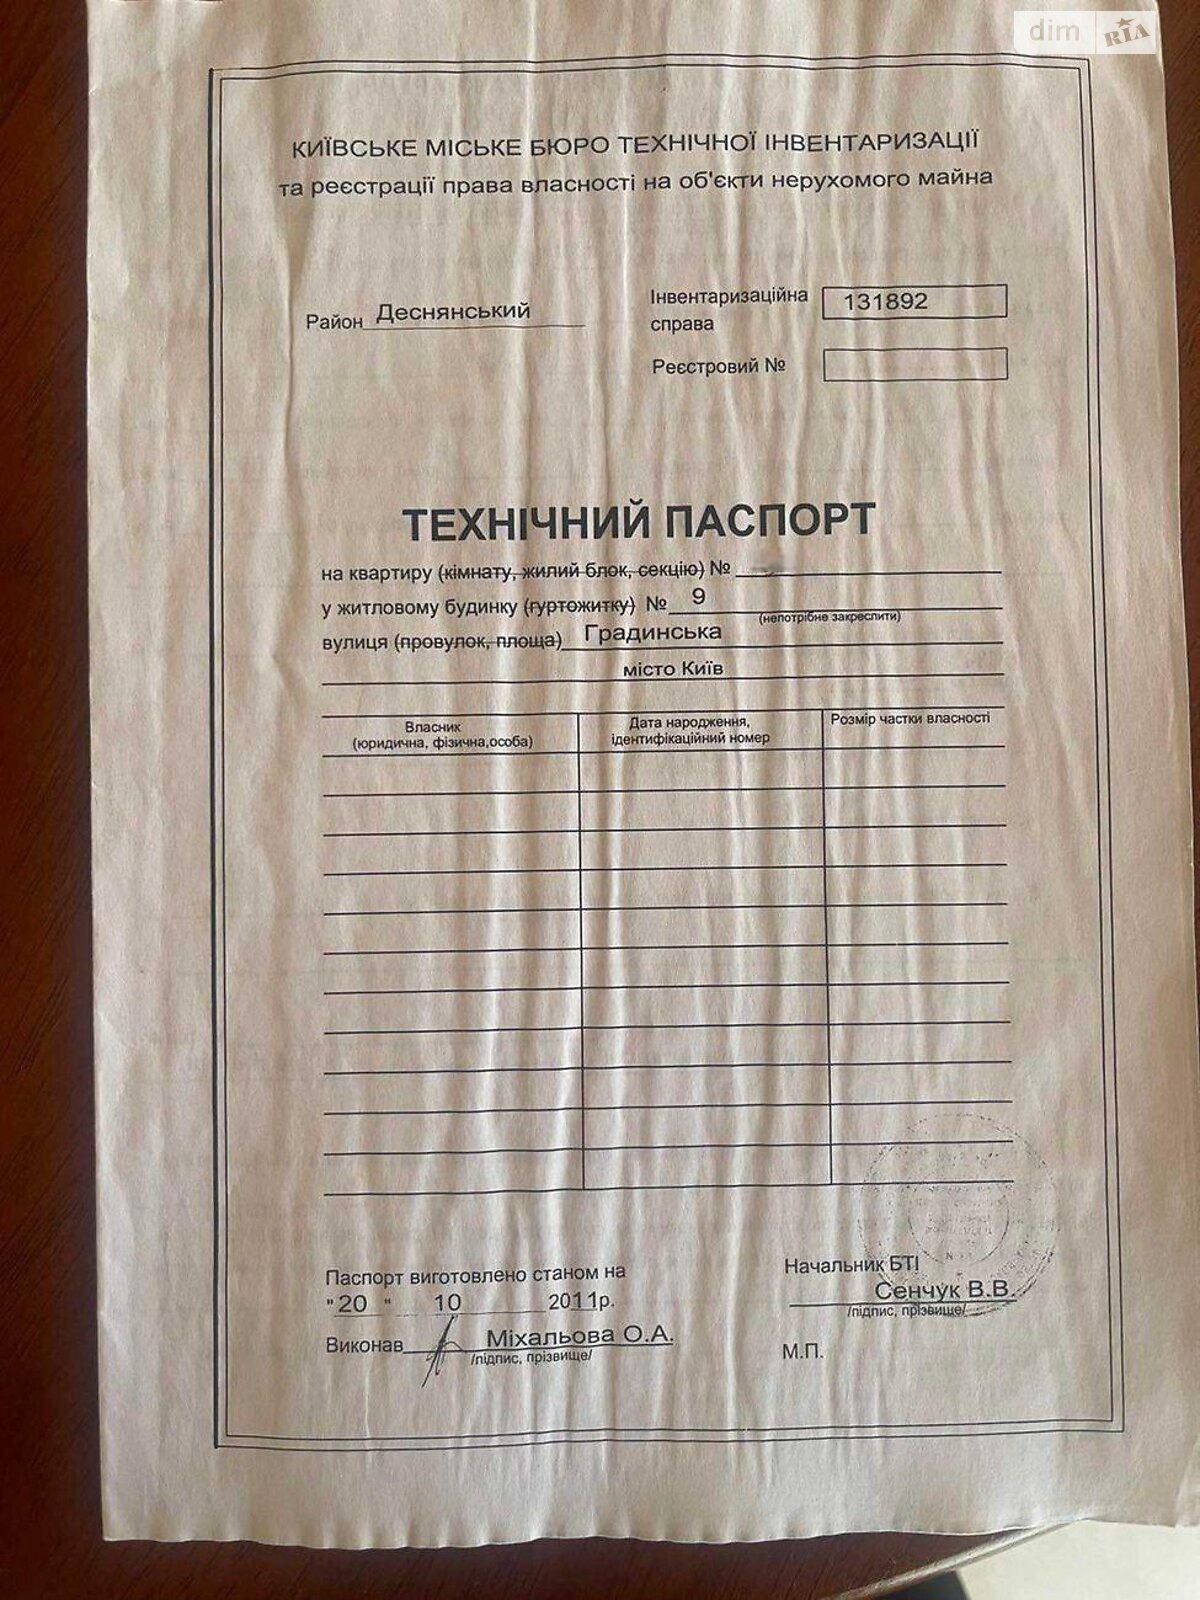 dim RIA
КИЇВСЬКЕ МІСЬКЕ БЮРО ТЕХНІЧНОЇ ІНВЕНТАРИЗАЦІЇ
та реєстрації права власності на об'єкти нерухомого майна
Район Деснянський
Інвентаризаційна справа 131892
Реєстровий №
ТЕХНІЧНИЙ ПАСПОРТ
на квартиру (кімнату, жилий блок, секцію) №
у житловому будинку (гуртожитку) № 9
(непотрібне закреслити)
вулиця (провулок, площа) Градинська
місто Київ
Власник (юридична, фізична,особа)
Дата народження, ідентифікаційний номер
Розмір частки власності
Паспорт виготовлено станом на
"20 " 10 2011р.
Виконав Міхальова О.А.
/підпис, прізвище/
Начальник БТІ
Сенчук В.В.
/підпис, прізвище/
М.П.